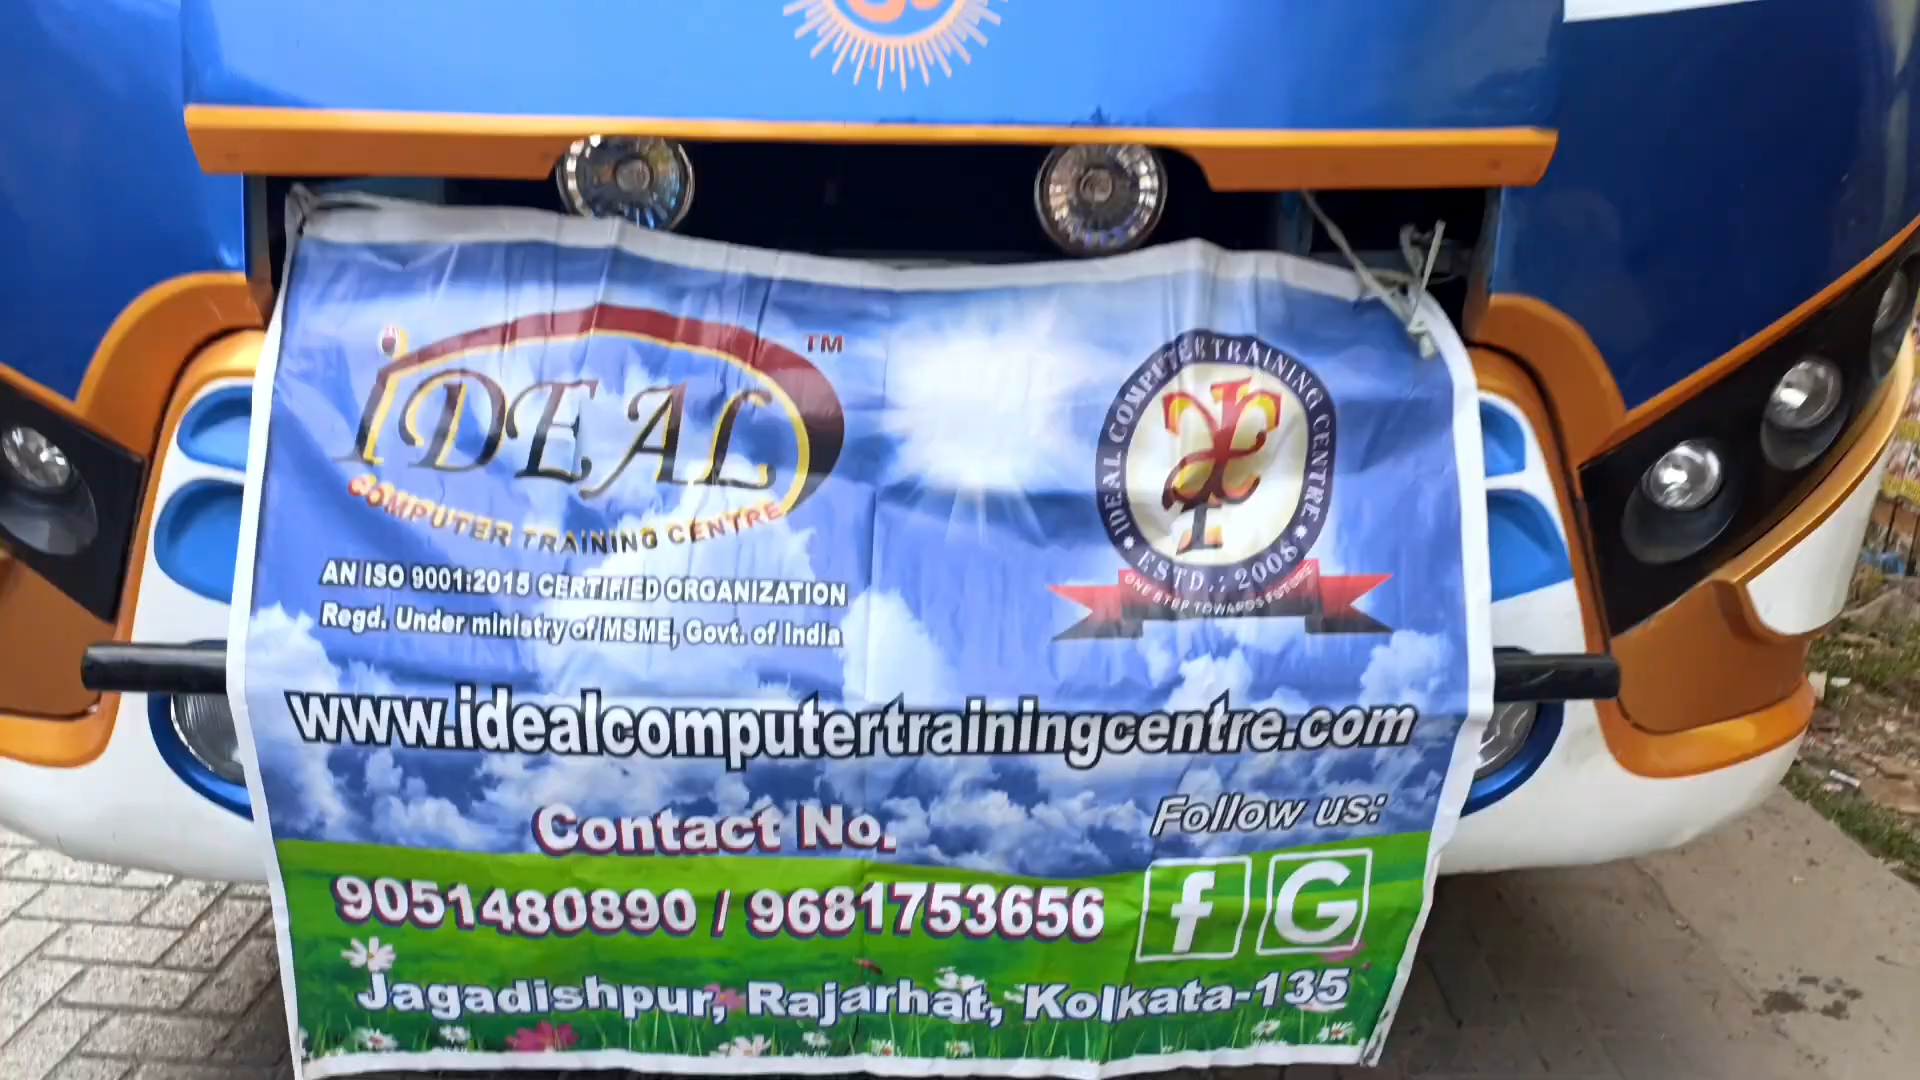 iDEAL TM
COMPUTER TRAINING CENTRE
AN ISO 9001:2015 CERTIFIED ORGANIZATION
Regd. Under ministry of MSME, Govt. of India
IDEAL COMPUTER TRAINING CENTRE
ESTD.: 2008
ONE STEP TOWARDS FUTURE
www.idealcomputertrainingcentre.com
Contact No.
Follow us:
9051480890 / 9681753656
f G
Jagadishpur, Rajarhat, Kolkata-135